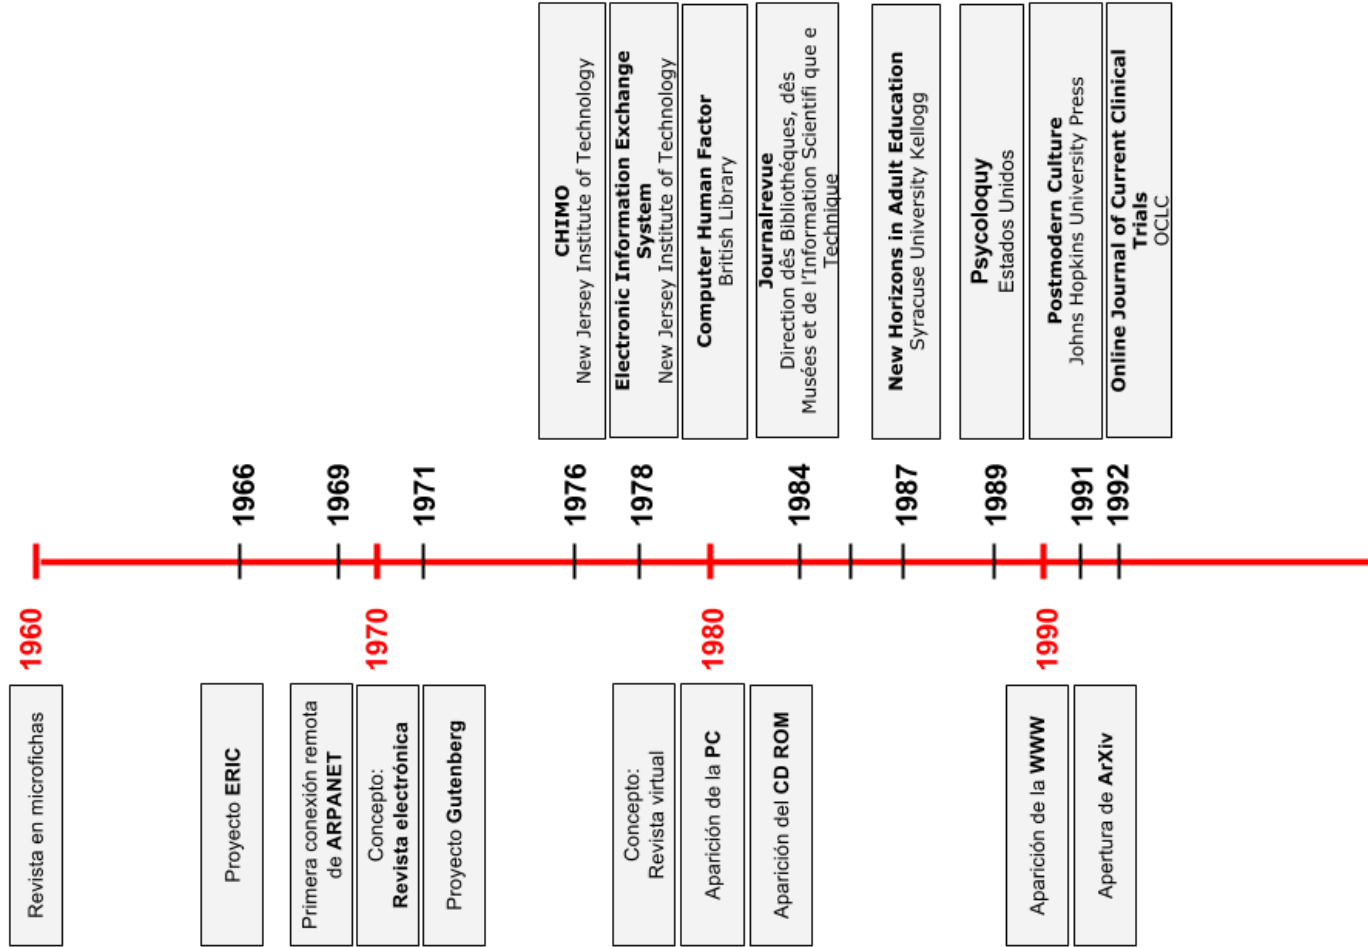 CHIMO
New Jersey Institute of Technology
Electronic Information Exchange
System
New Jersey Institute of Technology
Computer Human Factor
British Library
Journalrevue
Direction dês Bibliothéques, dês
Musées et de l'Information Scientifi que e
Technique
New Horizons in Adult Education
Syracuse University Kellogg
Psycoloquy
Estados Unidos
Postmodern Culture
Johns Hopkins University Press
Online Journal of Current Clinical
Trials
OCLC
1966
1969
1971
1976
1978
1984
1987
1989
1991
1992
1960
1970
1980
1990
Revista en microfichas
Proyecto ERIC
Primera conexión remota
de ARPANET
Concepto:
Revista electrónica
Proyecto Gutenberg
Concepto:
Revista virtual
Aparición de la PC
Aparición del CD ROM
Aparición de la WWW
Apertura de ArXiv